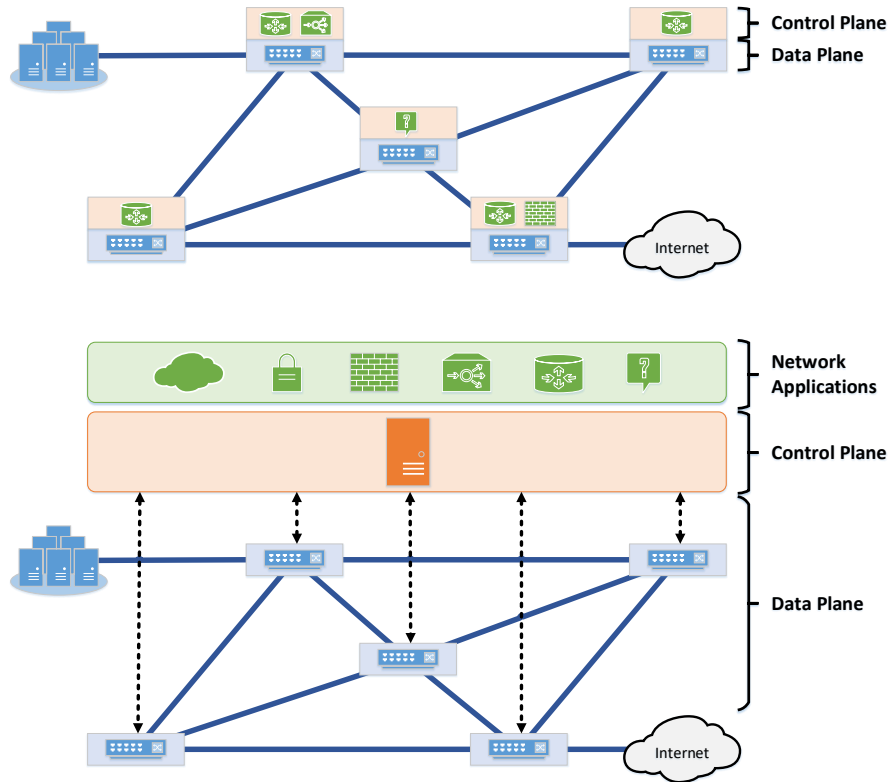 Control Plane
Data Plane
?
Internet
Network
Applications
?
Control Plane
Data Plane
Internet